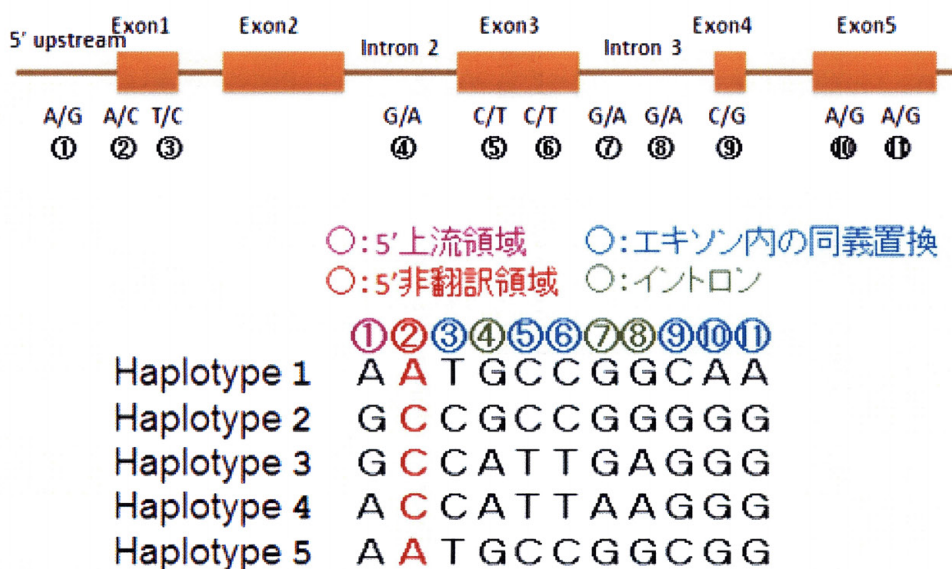 5' upstream Exon1 Exon2 Intron 2 Exon3 Intron 3 Exon4 Exon5
A/G A/C T/C G/A C/T C/T G/A G/A C/G A/G A/G
① ② ③ ④ ⑤ ⑥ ⑦ ⑧ ⑨ ⑩ ⑪
○:5'上流領域 ○:エキソン内の同義置換
○:5'非翻訳領域 ○:イントロン
①②③④⑤⑥⑦⑧⑨⑩⑪
Haplotype 1 A A T G C C G G C A A
Haplotype 2 G C C G C C G G G G G
Haplotype 3 G C C A T T G A G G G
Haplotype 4 A C C A T T A A G G G
Haplotype 5 A A T G C C G G C G G